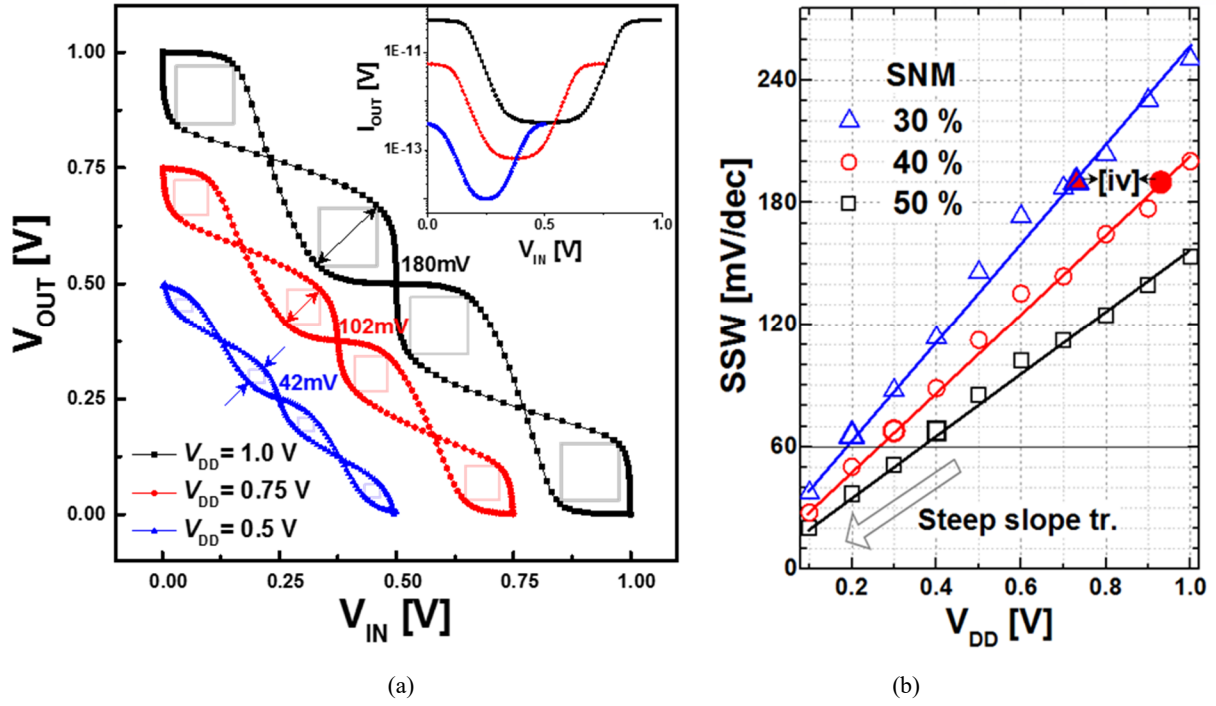 1.00
0.75
0.50
0.25
0.00
V_OUT [V]
180mV
102mV
42mV
V_DD = 1.0 V
V_DD = 0.75 V
V_DD = 0.5 V
0.00 0.25 0.50 0.75 1.00
V_IN [V]
1E-11
1E-13
I_OUT [V]
0.0 0.5 1.0
V_IN [V]
(a)
240
180
120
60
0
SSW [mV/dec]
SNM
30 %
40 %
50 %
[iv]
Steep slope tr.
0.2 0.4 0.6 0.8 1.0
V_DD [V]
(b)